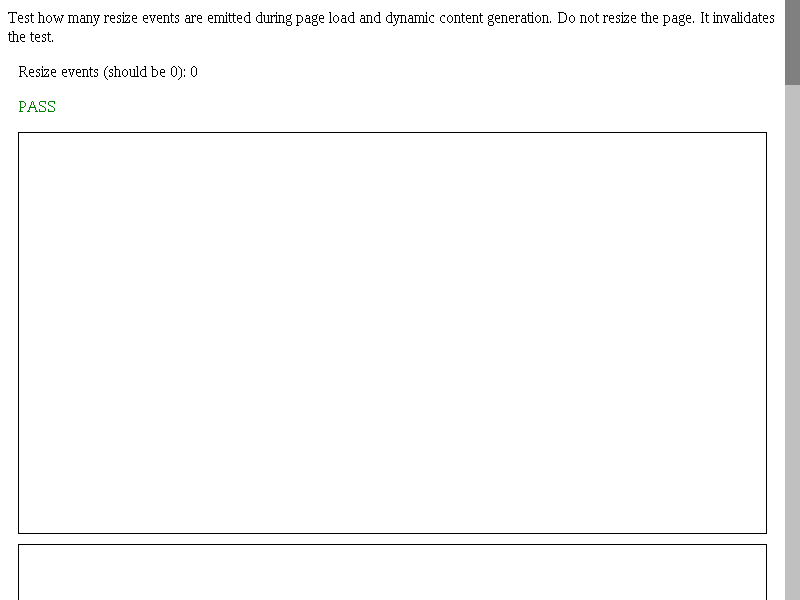 Test how many resize events are emitted during page load and dynamic content generation. Do not resize the page. It invalidates
the test.
Resize events (should be 0): 0
PASS